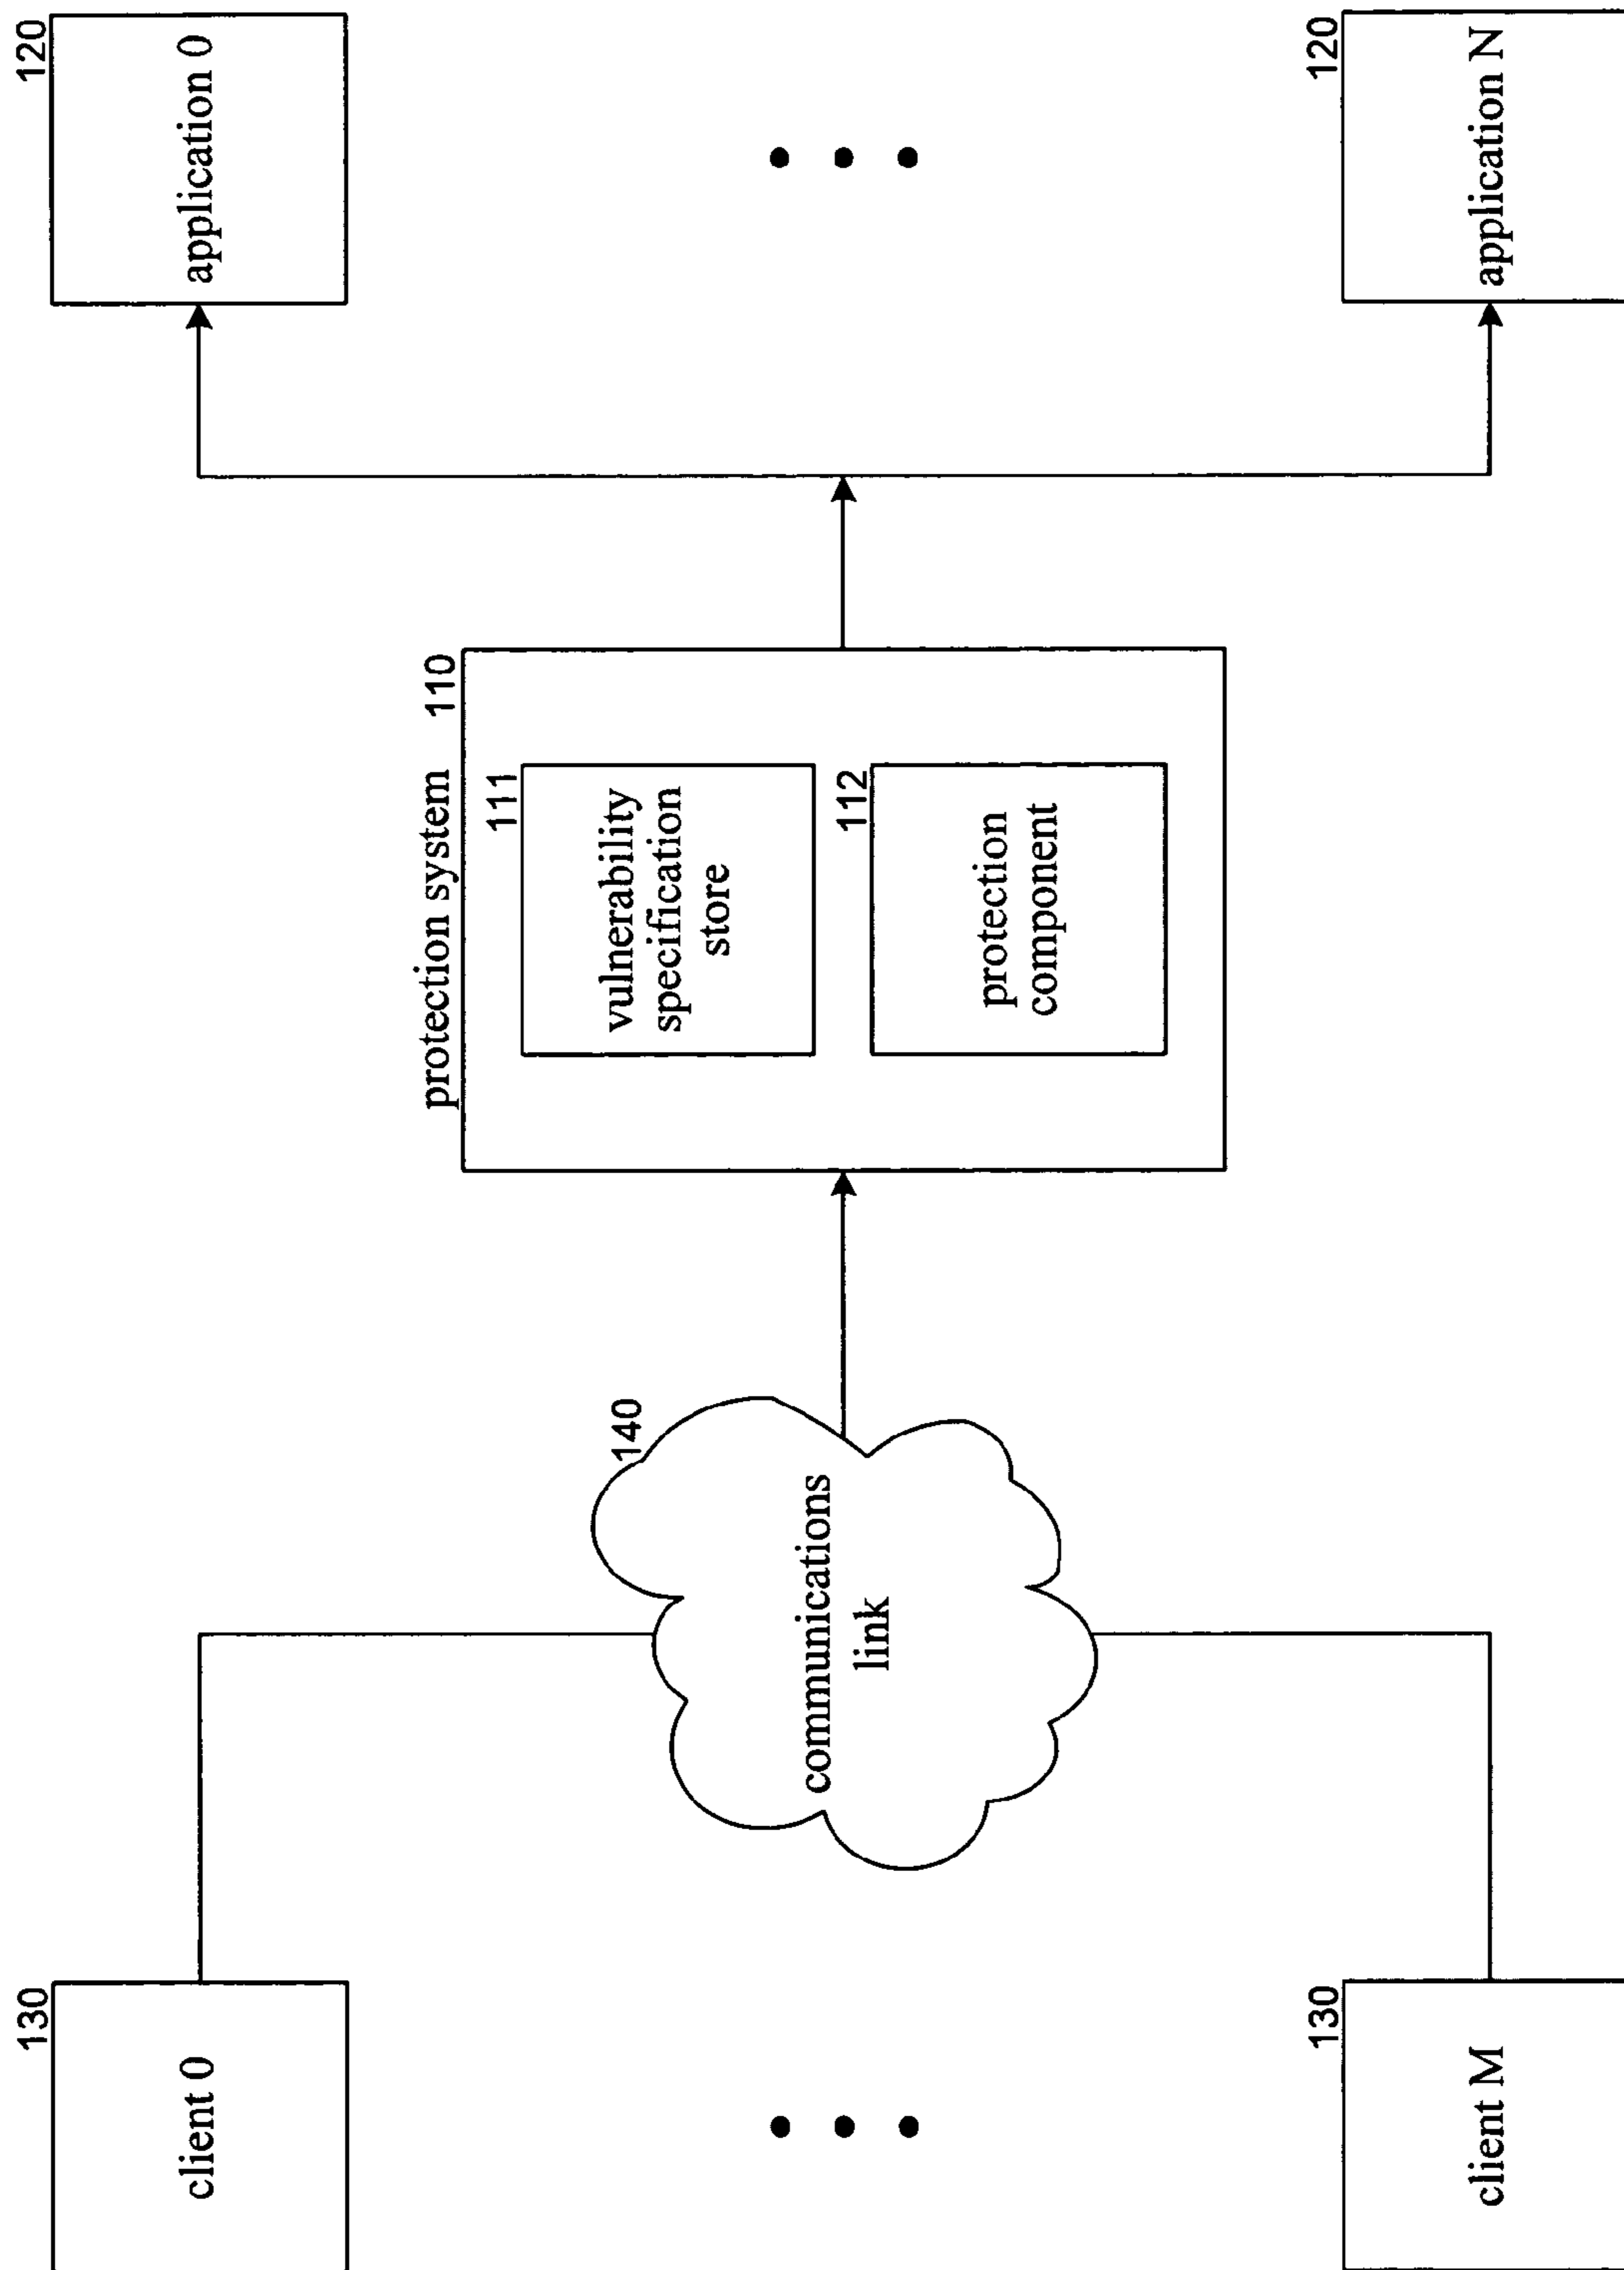 130
client 0
130
client M
140
communications
link
protection system 110
111
vulnerability
specification
store
112
protection
component
120
application 0
120
application N